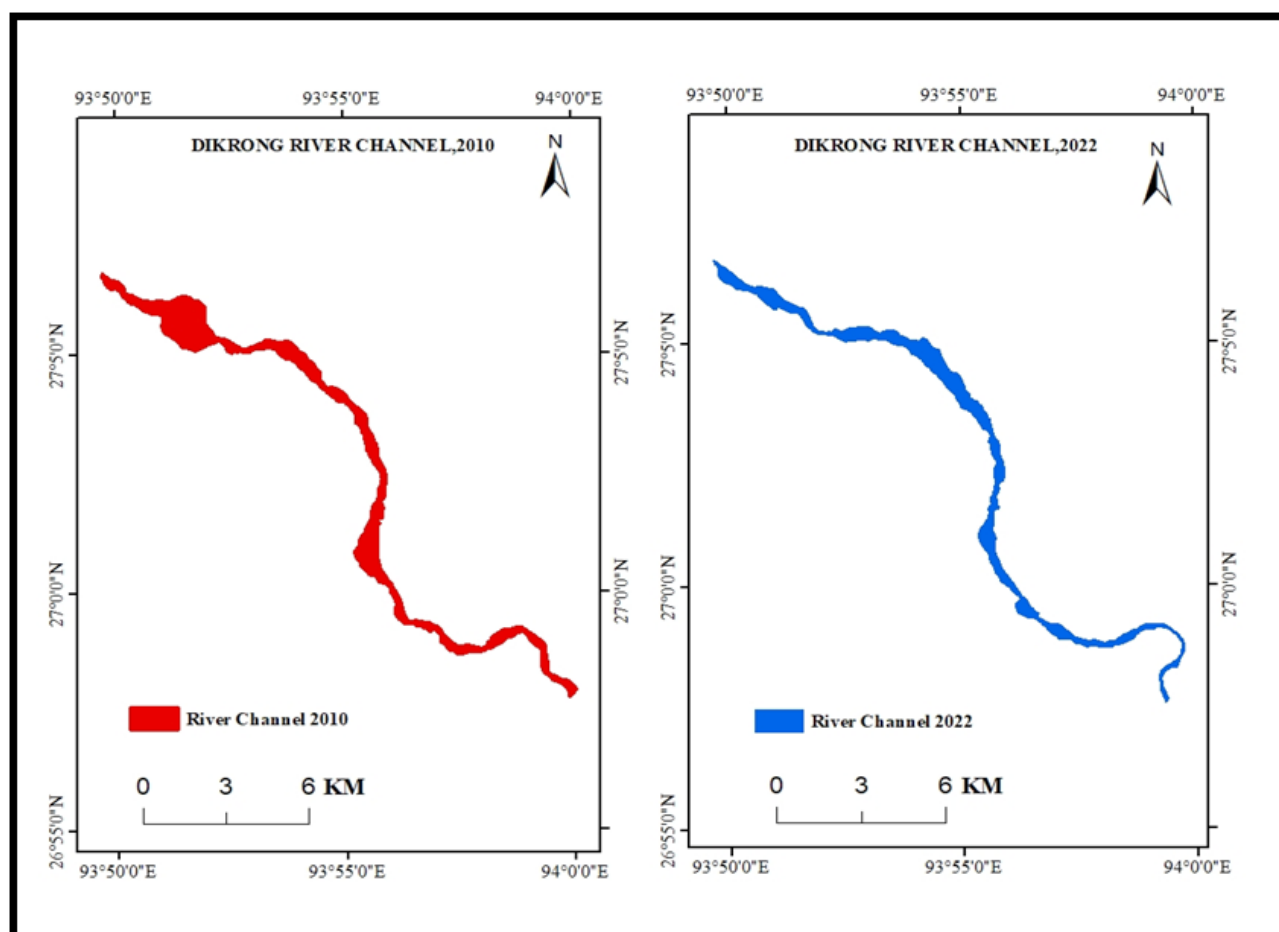 93°50'0"E 93°55'0"E 94°0'0"E
DIKRONG RIVER CHANNEL,2010
N
27°5'0"N 27°5'0"N
27°0'0"N 27°0'0"N
River Channel 2010
0 3 6 KM
26°55'0"N
93°50'0"E 93°55'0"E 94°0'0"E
93°50'0"E 93°55'0"E 94°0'0"E
DIKRONG RIVER CHANNEL,2022
N
27°5'0"N 27°5'0"N
27°0'0"N 27°0'0"N
River Channel 2022
0 3 6 KM
26°55'0"N
93°50'0"E 93°55'0"E 94°0'0"E